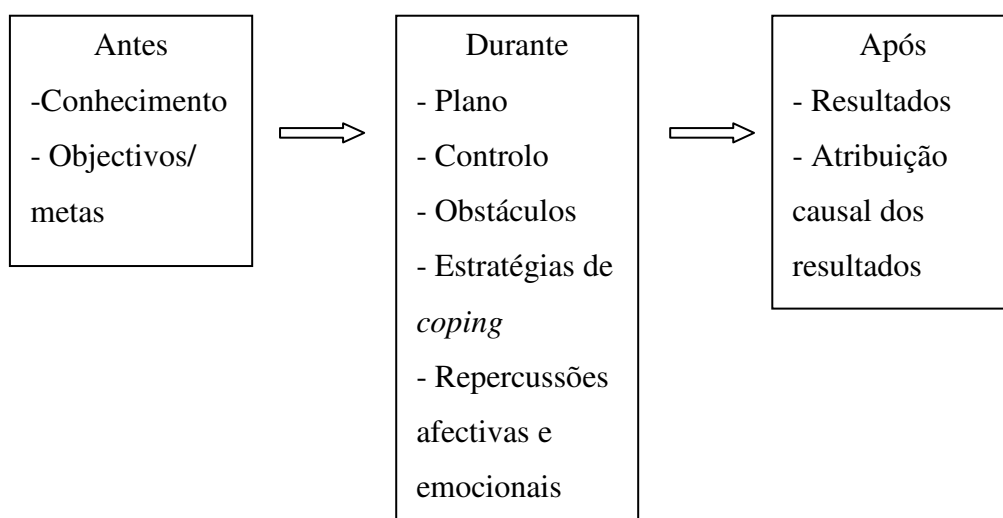 Antes
-Conhecimento
- Objectivos/
metas
Durante
- Plano
- Controlo
- Obstáculos
- Estratégias de
coping
- Repercussões
afectivas e
emocionais
Após
- Resultados
- Atribuição
causal dos
resultados